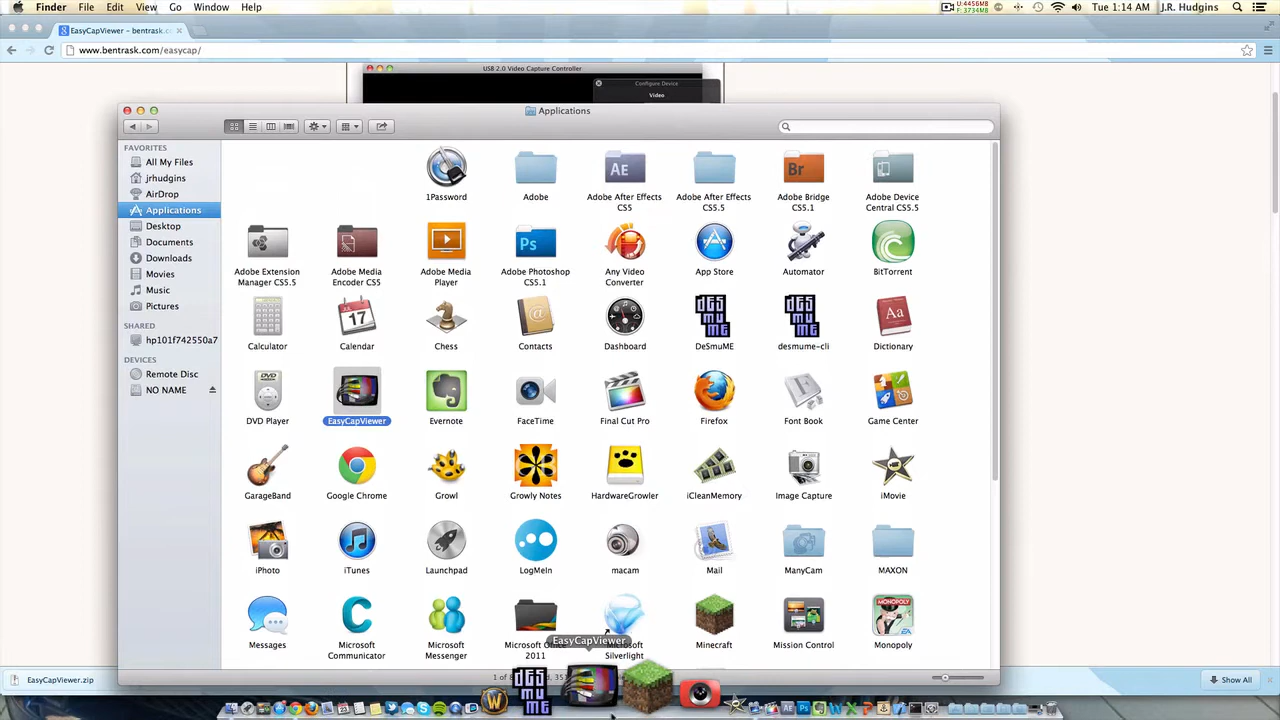 Finder File Edit View Go Window Help
U:4456M
F:3734M
Tue 1:14 AM J.R. Hudgins
EasyCapViewer – bentrask.c
www.bentrask.com/easycap/
USB 2.0 Video Capture Controller
Configure Device
Video
Applications
FAVORITES
All My Files
jrhudgins
AirDrop
Applications
Desktop
Documents
Downloads
Movies
Music
Pictures
SHARED
hp101f742550a7
DEVICES
Remote Disc
NO NAME
1Password
Adobe
Adobe After Effects CS5
Adobe After Effects CS5.5
Adobe Bridge CS5.1
Adobe Device Central CS5.5
Adobe Extension Manager CS5.5
Adobe Media Encoder CS5
Adobe Media Player
Adobe Photoshop CS5.1
Any Video Converter
App Store
Automator
BitTorrent
Calculator
Calendar
Chess
Contacts
Dashboard
DeSmuME
desmume-cli
Dictionary
DVD Player
EasyCapViewer
Evernote
FaceTime
Final Cut Pro
Firefox
Font Book
Game Center
GarageBand
Google Chrome
Growl
Growly Notes
HardwareGrowler
iCleanMemory
Image Capture
iMovie
iPhoto
iTunes
Launchpad
LogMeIn
macam
Mail
ManyCam
MAXON
Messages
Microsoft Communicator
Microsoft Messenger
Microsoft 2011
Silverlight
Minecraft
Mission Control
Monopoly
EasyCapViewer
EasyCapViewer.zip
Show All